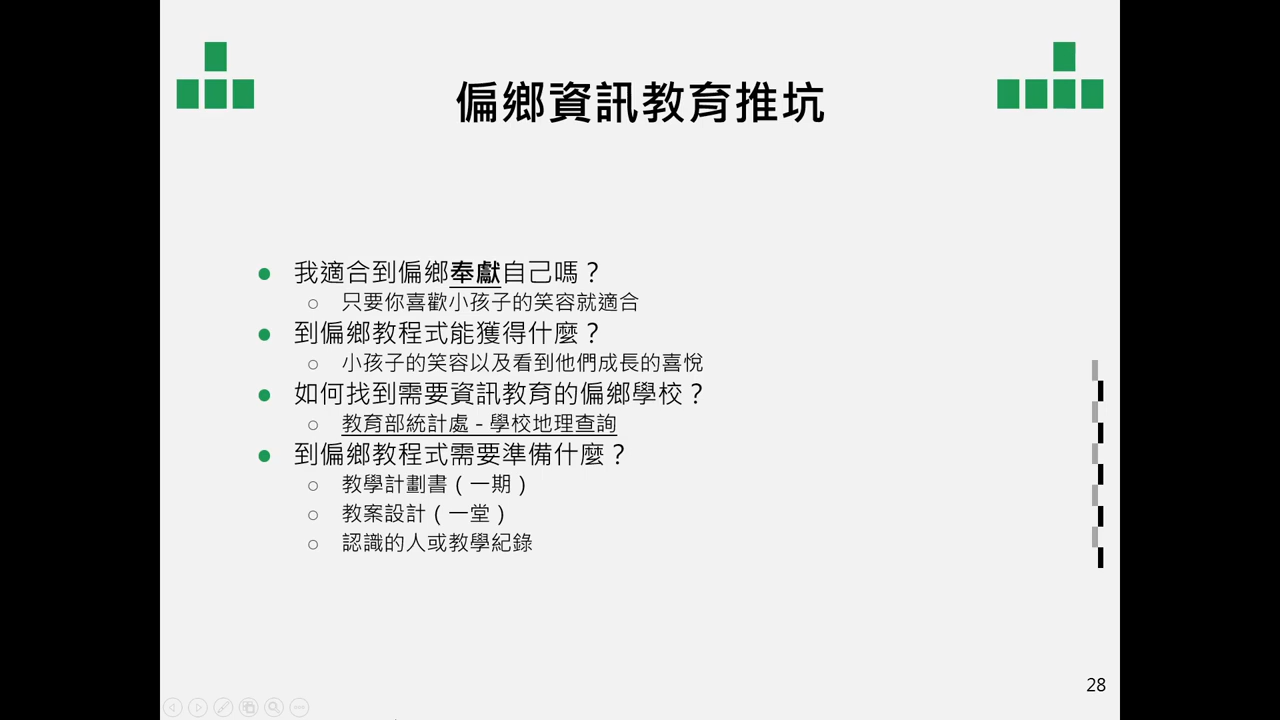 偏鄉資訊教育推坑
我適合到偏鄉奉獻自己嗎？
只要你喜歡小孩子的笑容就適合
到偏鄉教程式能獲得什麼？
小孩子的笑容以及看到他們成長的喜悅
如何找到需要資訊教育的偏鄉學校？
教育部統計處 - 學校地理查詢
到偏鄉教程式需要準備什麼？
教學計劃書（一期）
教案設計（一堂）
認識的人或教學紀錄
28